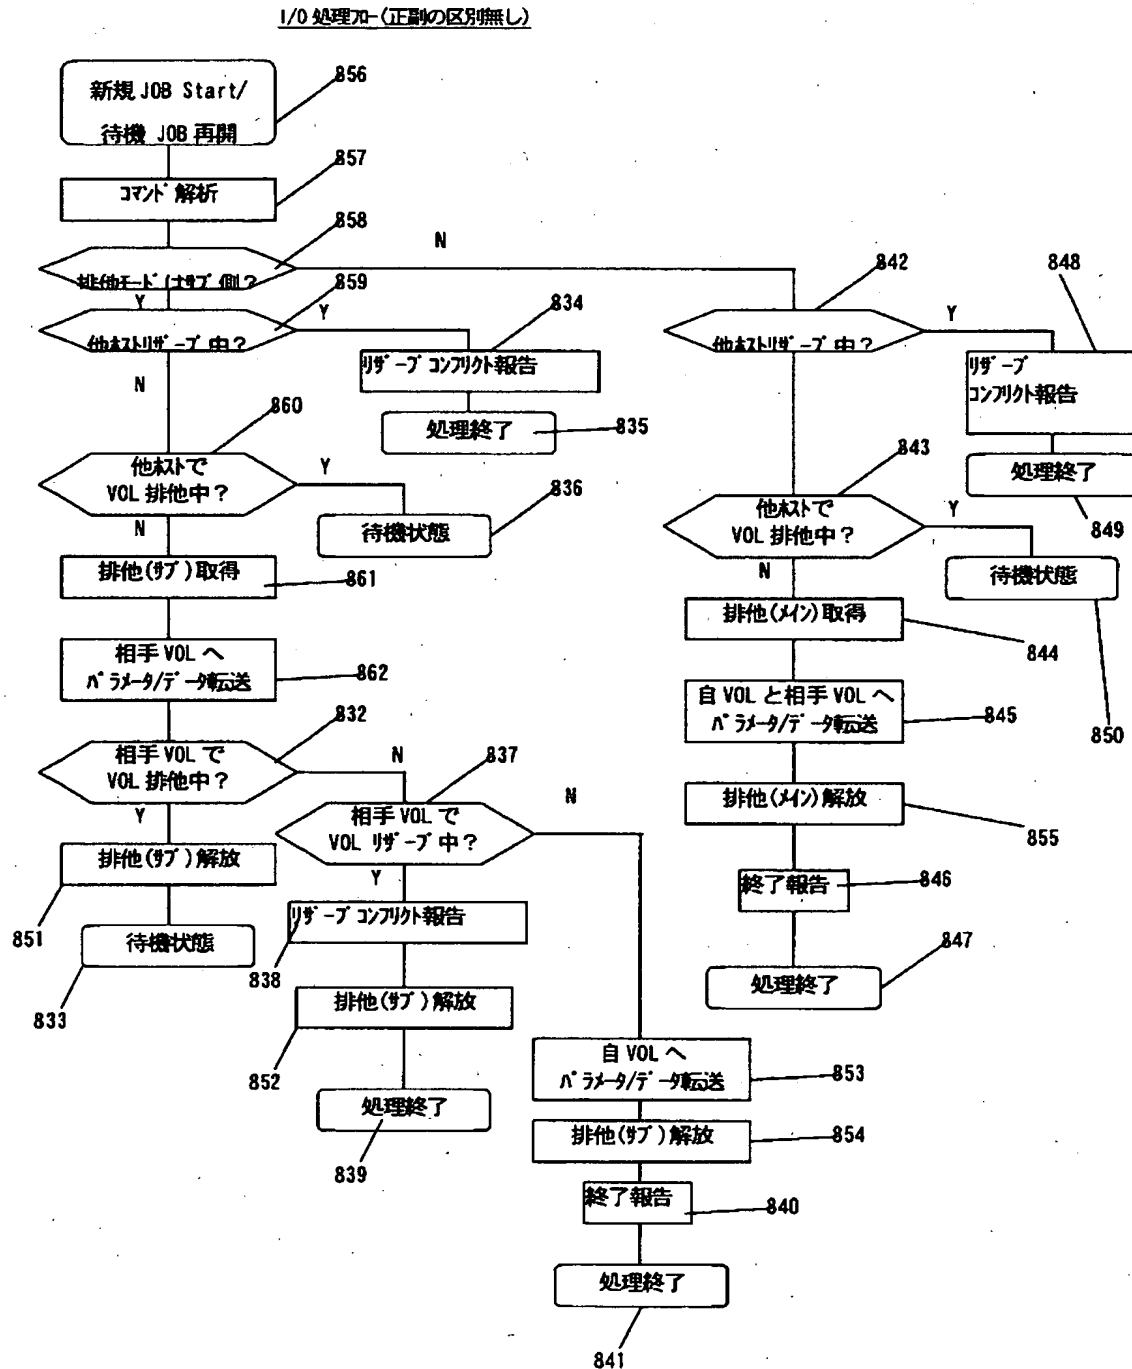 I/O 処理フロー(正副の区別無し)
新規 JOB Start/
待機 JOB 再開
856
コマンド 解析
857
排他モードはサブ側?
858
N
Y
他ホストリザーブ中?
859
Y
N
リザーブ コンフリクト報告
834
処理終了
835
他ホストで
VOL 排他中?
860
Y
N
待機状態
836
排他(サブ)取得
861
相手 VOL へ
パラメータ/データ転送
862
相手 VOL で
VOL 排他中?
832
N
Y
排他(サブ)解放
851
待機状態
833
相手 VOL で
VOL リザーブ中?
837
N
Y
リザーブ コンフリクト報告
838
排他(サブ)解放
852
処理終了
839
自 VOL へ
パラメータ/データ転送
853
排他(サブ)解放
854
終了報告
840
処理終了
841
他ホストリザーブ中?
842
Y
リザーブ
コンフリクト報告
848
処理終了
849
他ホストで
VOL 排他中?
843
Y
N
待機状態
850
排他(メイン)取得
844
自 VOL と相手 VOL へ
パラメータ/データ転送
845
排他(メイン)解放
855
終了報告
846
処理終了
847